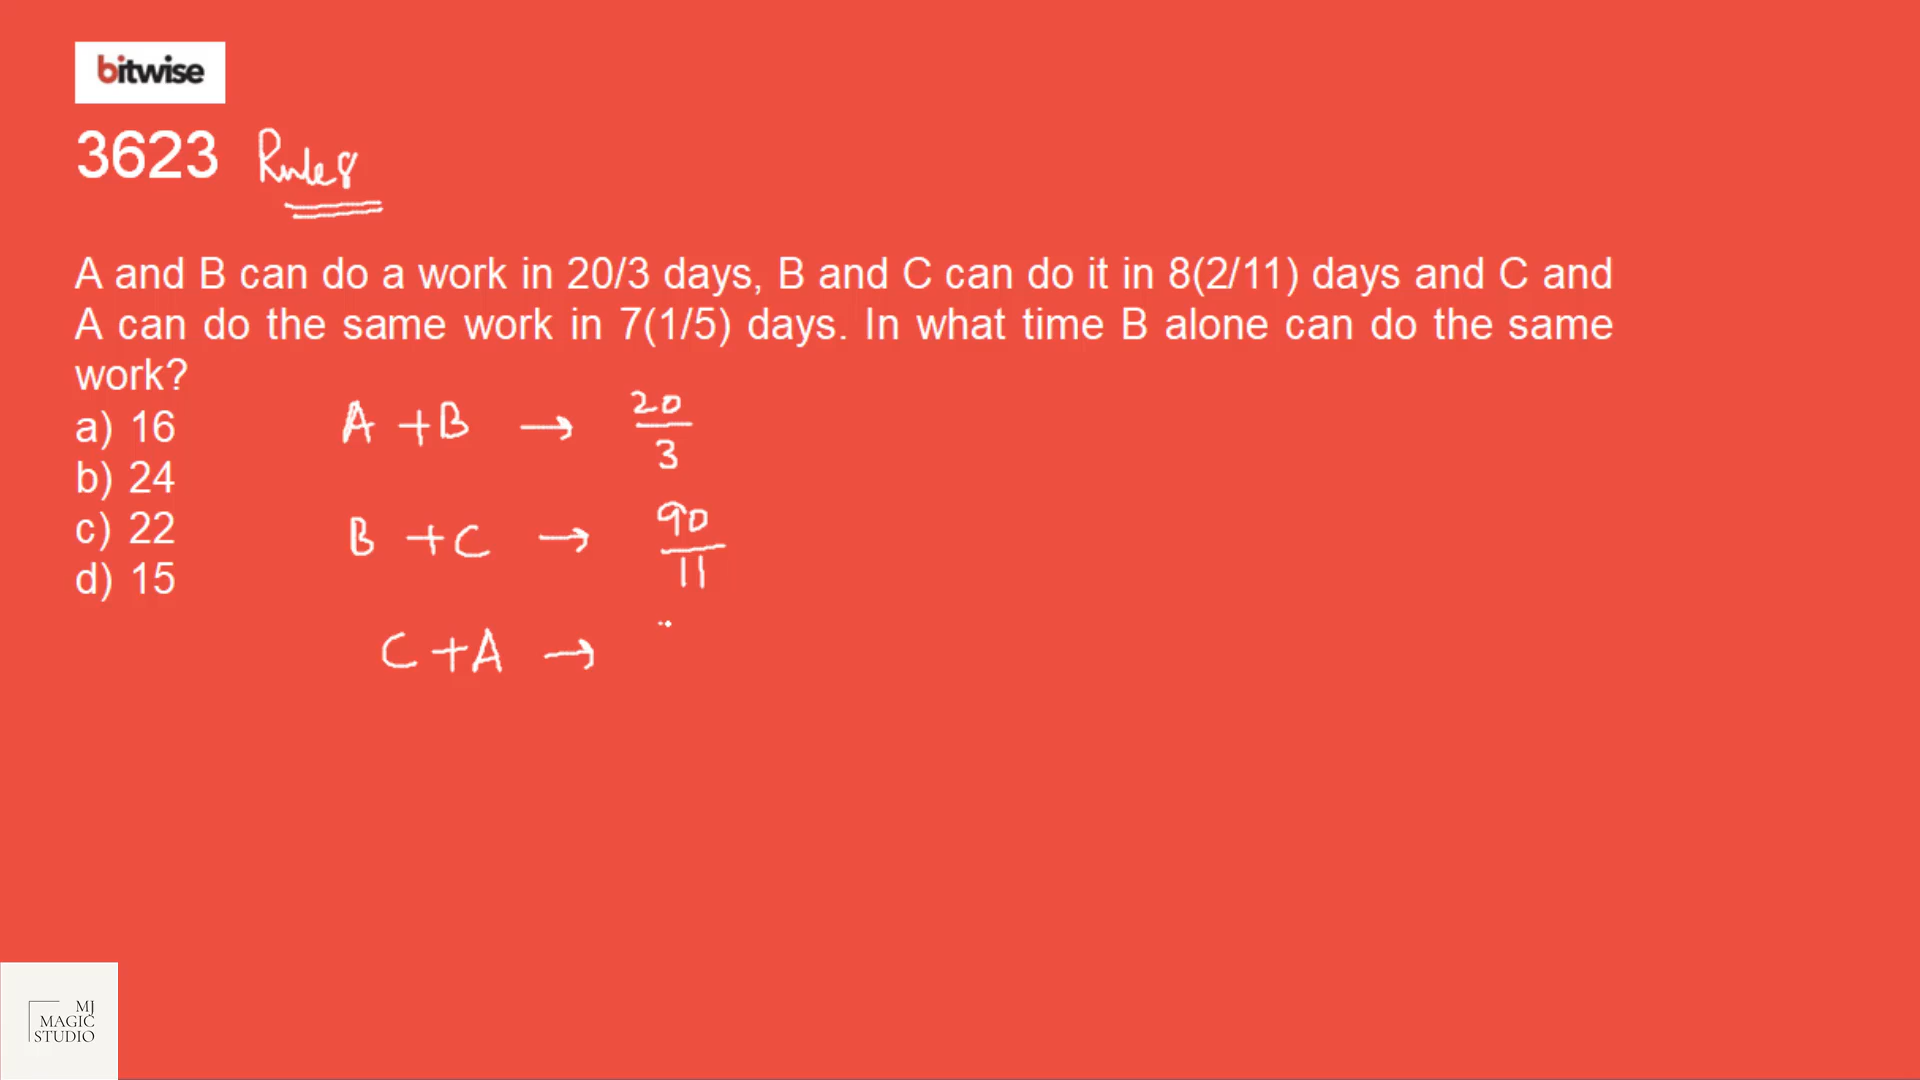 bitwise
3623 Rule 8
A and B can do a work in 20/3 days, B and C can do it in 8(2/11) days and C and
A can do the same work in 7(1/5) days. In what time B alone can do the same
work?
a) 16
b) 24
c) 22
d) 15
A + B → 20/3
B + C → 90/11
C + A →
MJ
MAGIC
STUDIO